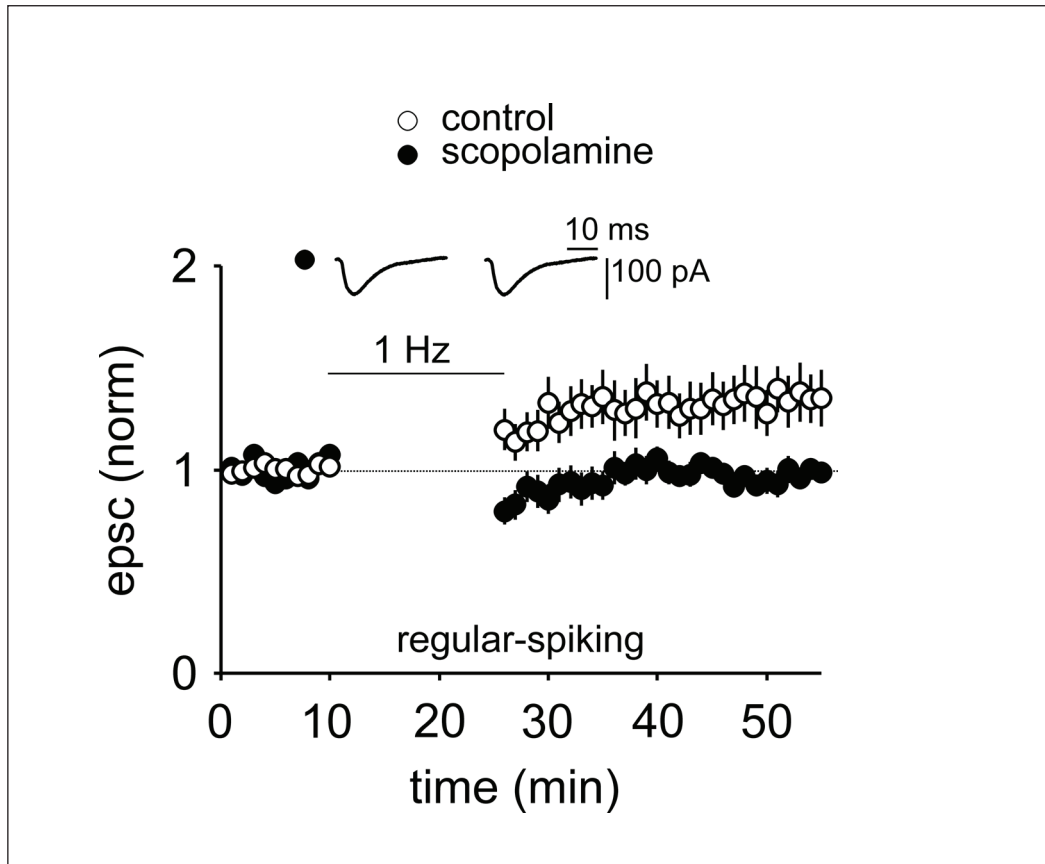 control
scopolamine
10 ms
100 pA
2
1 Hz
1
epsc (norm)
regular-spiking
0
0 10 20 30 40 50
time (min)